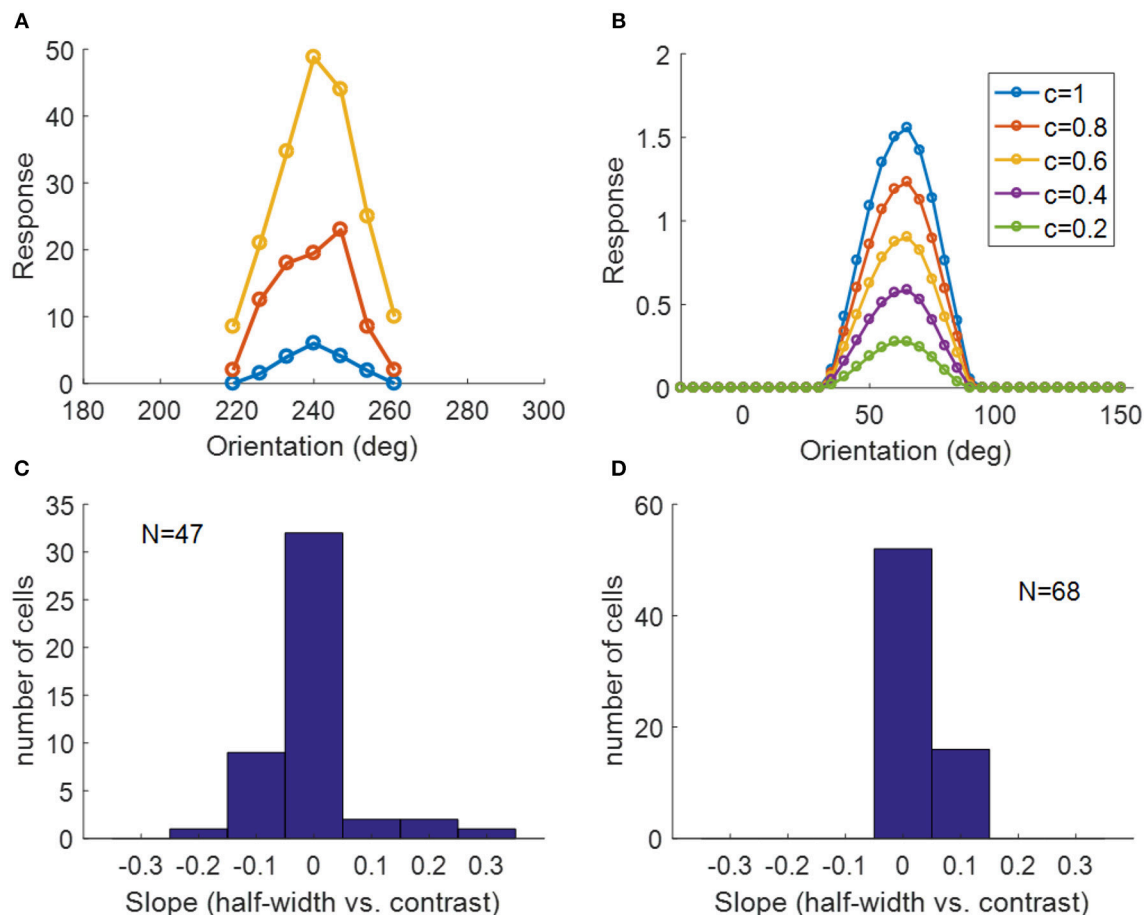 A
B
50
40
30
20
10
0
Response
180 200 220 240 260 280 300
Orientation (deg)
2
1.5
1
0.5
0
Response
0 50 100 150
Orientation (deg)
c=1
c=0.8
c=0.6
c=0.4
c=0.2
C
D
35
30
25
20
15
10
5
0
number of cells
N=47
-0.3 -0.2 -0.1 0 0.1 0.2 0.3
Slope (half-width vs. contrast)
60
40
20
0
number of cells
N=68
-0.3 -0.2 -0.1 0 0.1 0.2 0.3
Slope (half-width vs. contrast)